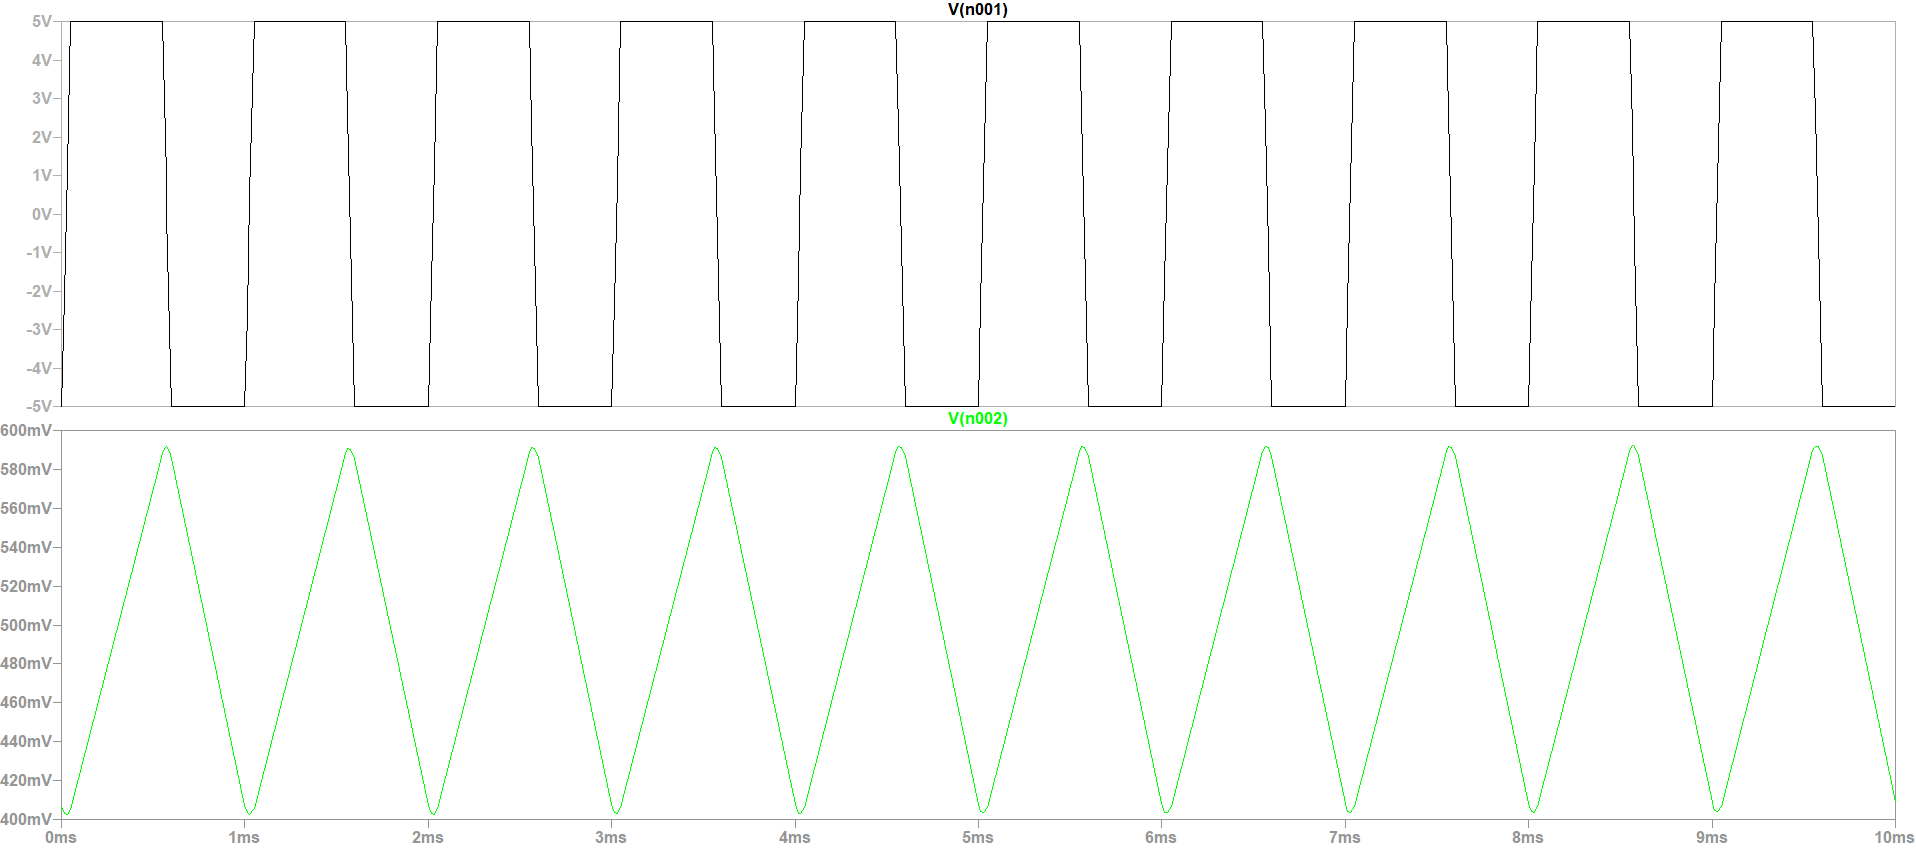 V(n001)
5V
4V
3V
2V
1V
0V
-1V
-2V
-3V
-4V
-5V
V(n002)
600mV
580mV
560mV
540mV
520mV
500mV
480mV
460mV
440mV
420mV
400mV
0ms 1ms 2ms 3ms 4ms 5ms 6ms 7ms 8ms 9ms 10ms